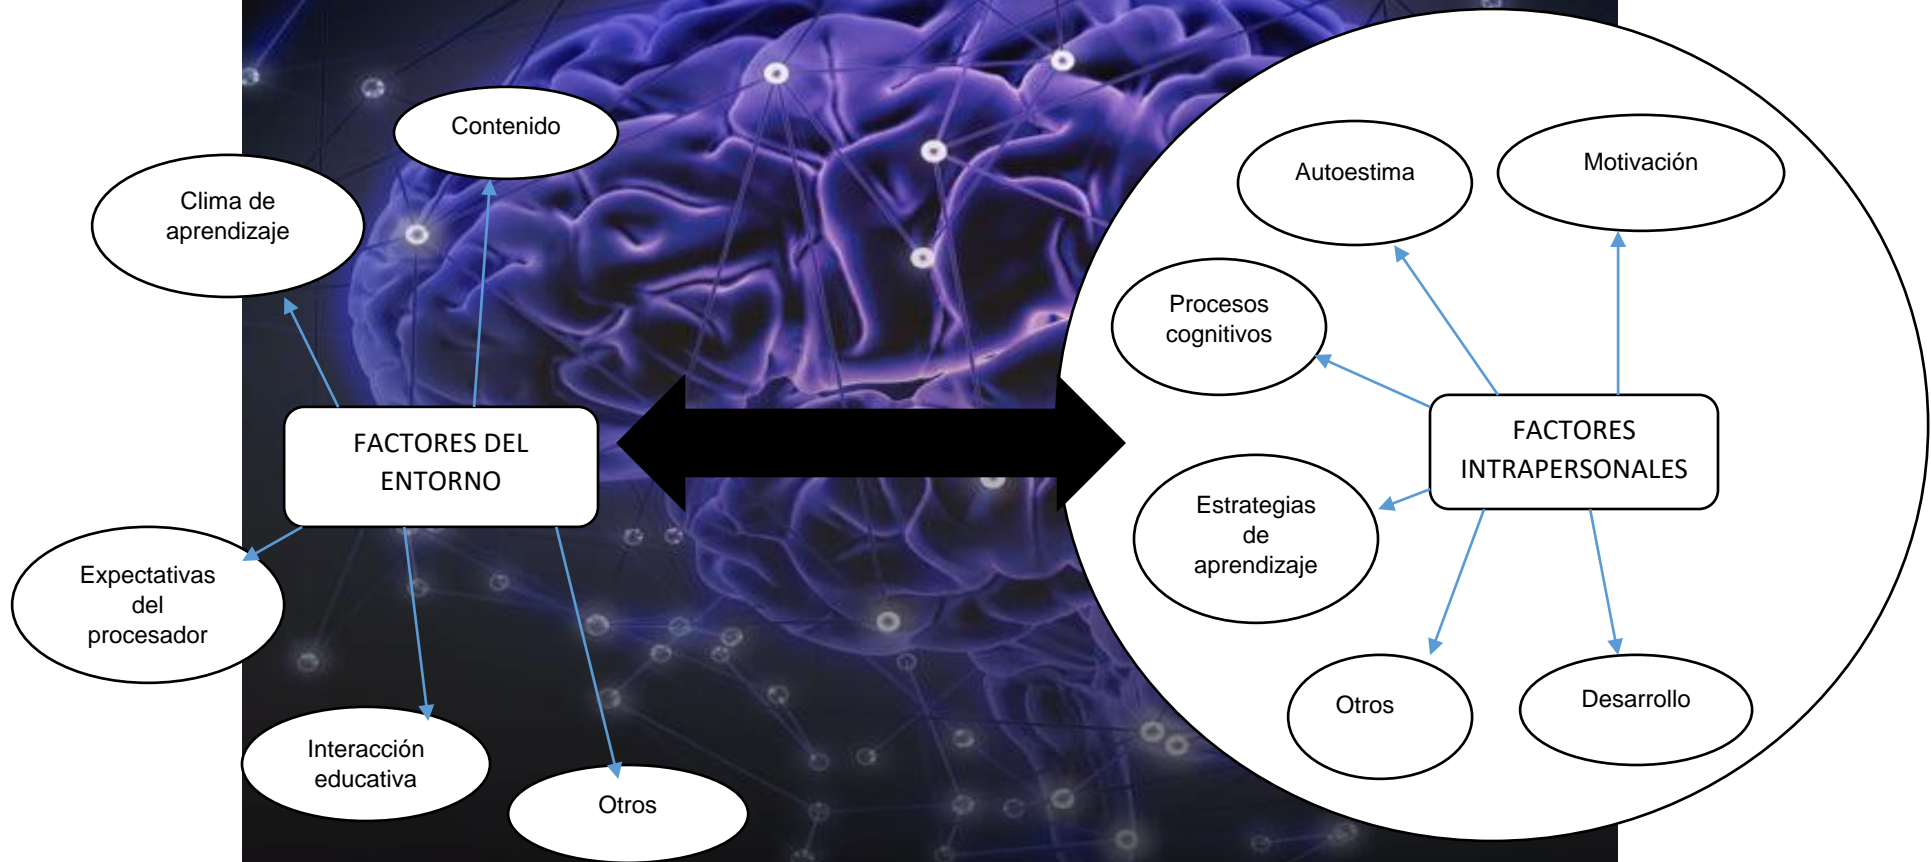 Contenido
Clima de
aprendizaje
FACTORES DEL
ENTORNO
Expectativas
del
procesador
Interacción
educativa
Otros
Autoestima
Motivación
Procesos
cognitivos
FACTORES
INTRAPERSONALES
Estrategias
de
aprendizaje
Otros
Desarrollo